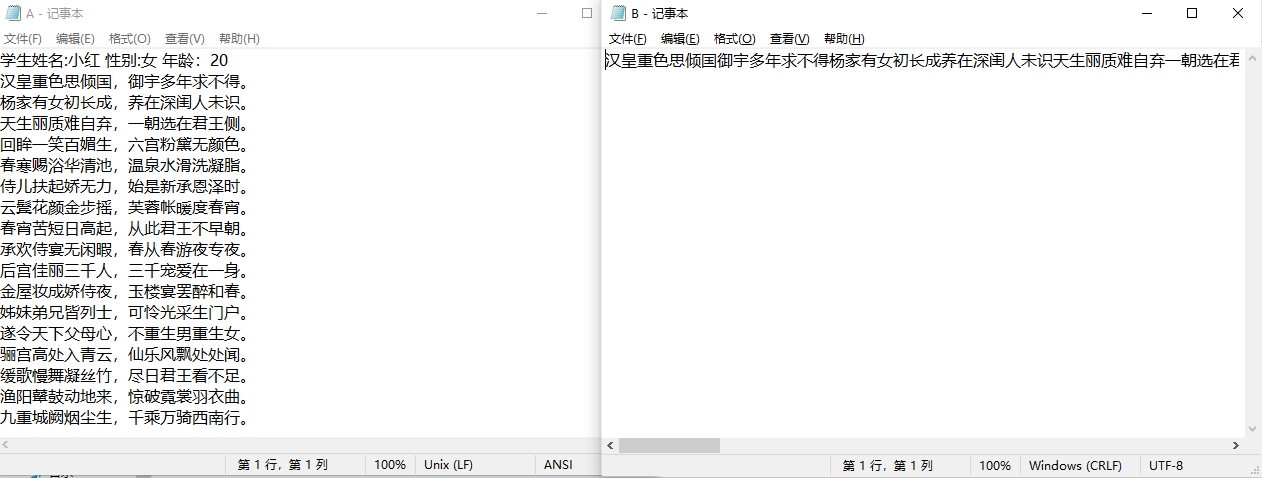 A - 记事本
文件(F) 编辑(E) 格式(O) 查看(V) 帮助(H)
学生姓名:小红 性别:女 年龄：20
汉皇重色思倾国，御宇多年求不得。
杨家有女初长成，养在深闺人未识。
天生丽质难自弃，一朝选在君王侧。
回眸一笑百媚生，六宫粉黛无颜色。
春寒赐浴华清池，温泉水滑洗凝脂。
侍儿扶起娇无力，始是新承恩泽时。
云鬓花颜金步摇，芙蓉帐暖度春宵。
春宵苦短日高起，从此君王不早朝。
承欢侍宴无闲暇，春从春游夜专夜。
后宫佳丽三千人，三千宠爱在一身。
金屋妆成娇侍夜，玉楼宴罢醉和春。
姊妹弟兄皆列士，可怜光采生门户。
遂令天下父母心，不重生男重生女。
骊宫高处入青云，仙乐风飘处处闻。
缓歌慢舞凝丝竹，尽日君王看不足。
渔阳鼙鼓动地来，惊破霓裳羽衣曲。
九重城阙烟尘生，千乘万骑西南行。
第 1 行，第 1 列 100% Unix (LF) ANSI
B - 记事本
文件(F) 编辑(E) 格式(O) 查看(V) 帮助(H)
汉皇重色思倾国御宇多年求不得杨家有女初长成养在深闺人未识天生丽质难自弃一朝选在君
第 1 行，第 1 列 100% Windows (CRLF) UTF-8